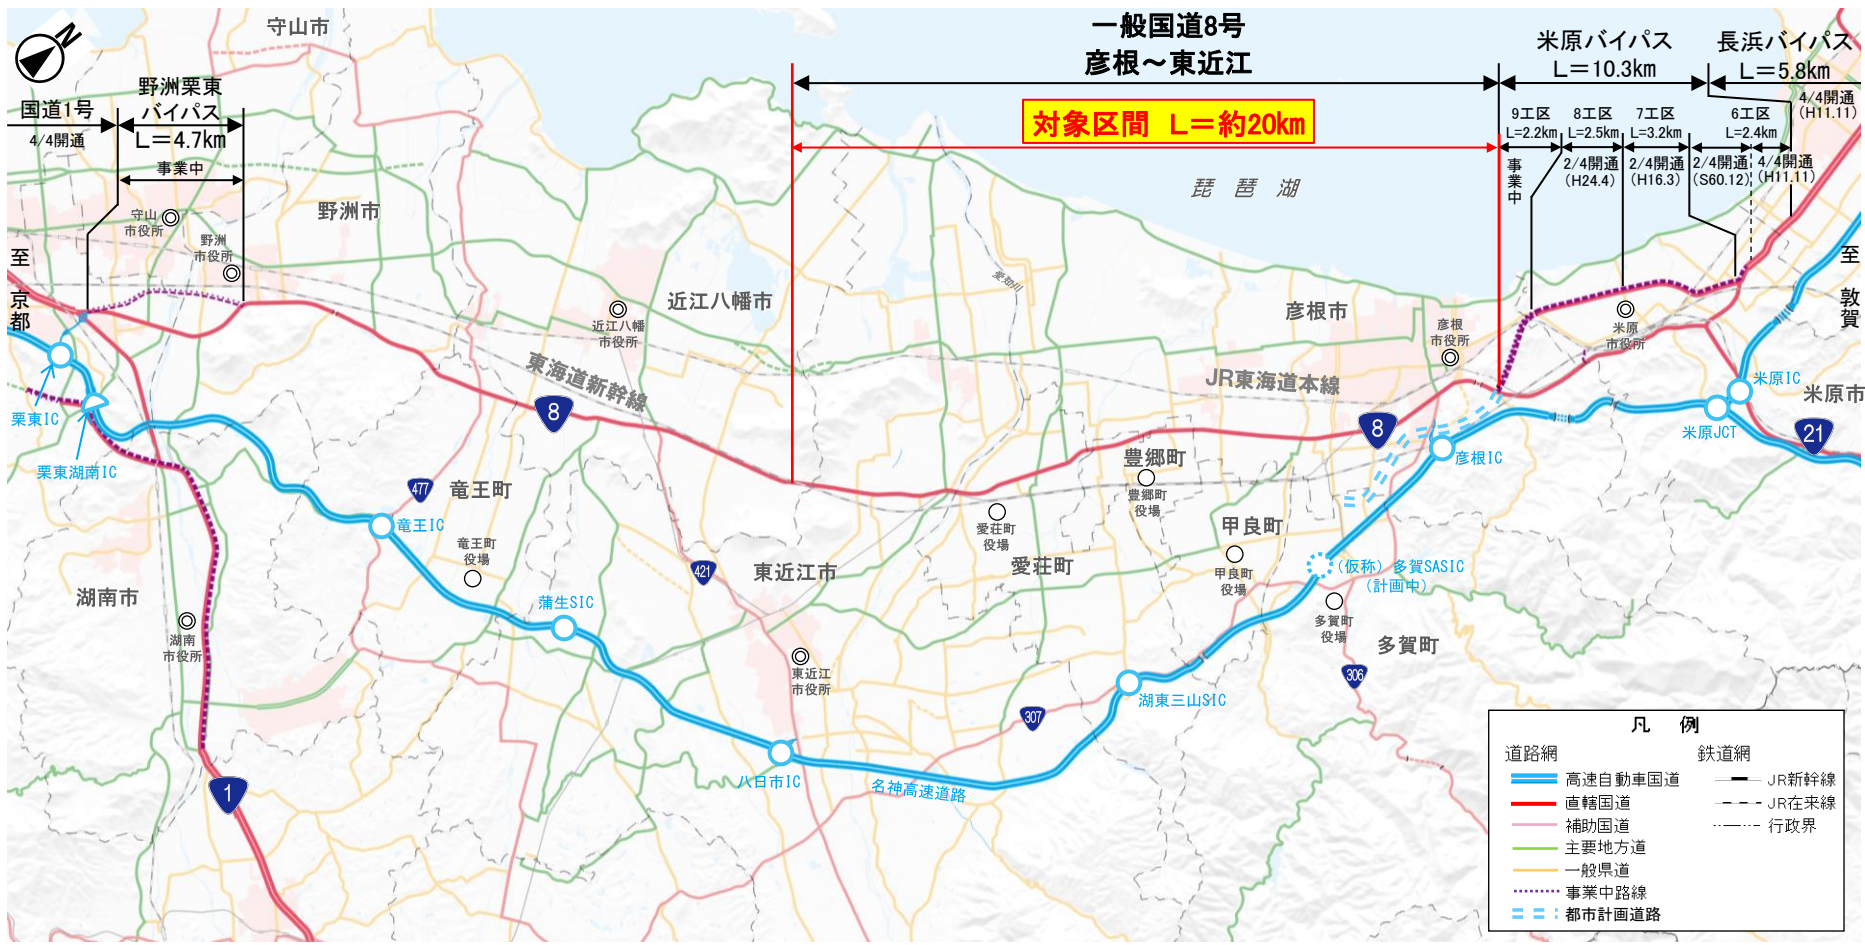 N
守山市
一般国道8号
彦根～東近江
対象区間 L＝約20km
米原バイパス
L＝10.3km
長浜バイパス
L＝5.8km
4/4開通
(H11.11)
国道1号
4/4開通
野洲栗東
バイパス
L＝4.7km
事業中
9工区
L=2.2km
事業中
8工区
L=2.5km
2/4開通
(H24.4)
7工区
L=3.2km
2/4開通
(H16.3)
6工区
L=2.4km
2/4開通
(S60.12)
4/4開通
(H11.11)
琵琶湖
守山
市役所
野洲市
野洲
市役所
至京都
近江八幡市
近江八幡
市役所
愛知川
彦根市
彦根
市役所
米原
市役所
至敦賀
東海道新幹線
JR東海道本線
8
8
米原IC
米原市
米原JCT
21
栗東IC
栗東湖南IC
彦根IC
477
竜王町
竜王IC
竜王町
役場
豊郷町
豊郷町
役場
愛荘町
役場
愛荘町
甲良町
甲良町
役場
(仮称) 多賀SASIC
(計画中)
421
東近江市
湖南市
湖南
市役所
蒲生SIC
多賀町
役場
多賀町
306
東近江
市役所
湖東三山SIC
307
八日市IC
名神高速道路
1
凡 例
道路網
高速自動車国道
直轄国道
補助国道
主要地方道
一般県道
事業中路線
都市計画道路
鉄道網
JR新幹線
JR在来線
行政界